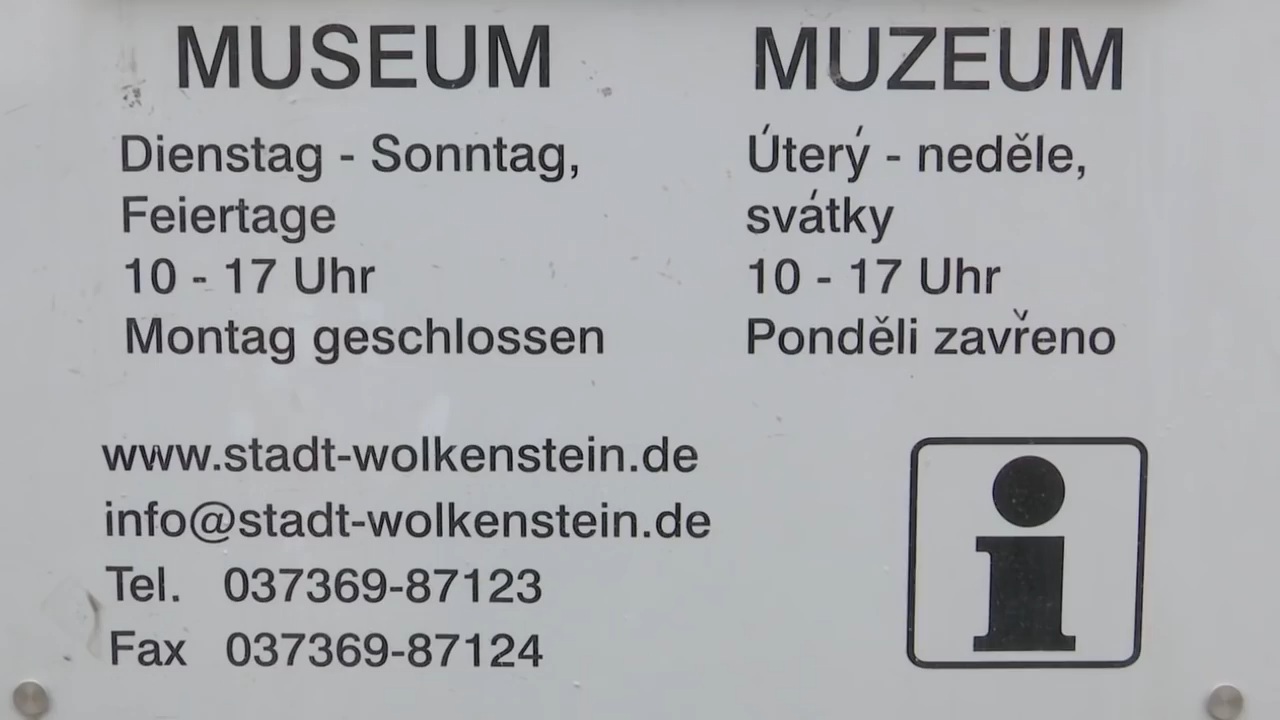 MUSEUM
Dienstag - Sonntag,
Feiertage
10 - 17 Uhr
Montag geschlossen
MUZEUM
Úterý - neděle,
svátky
10 - 17 Uhr
Ponděli zavřeno
www.stadt-wolkenstein.de
info@stadt-wolkenstein.de
Tel. 037369-87123
Fax 037369-87124
i